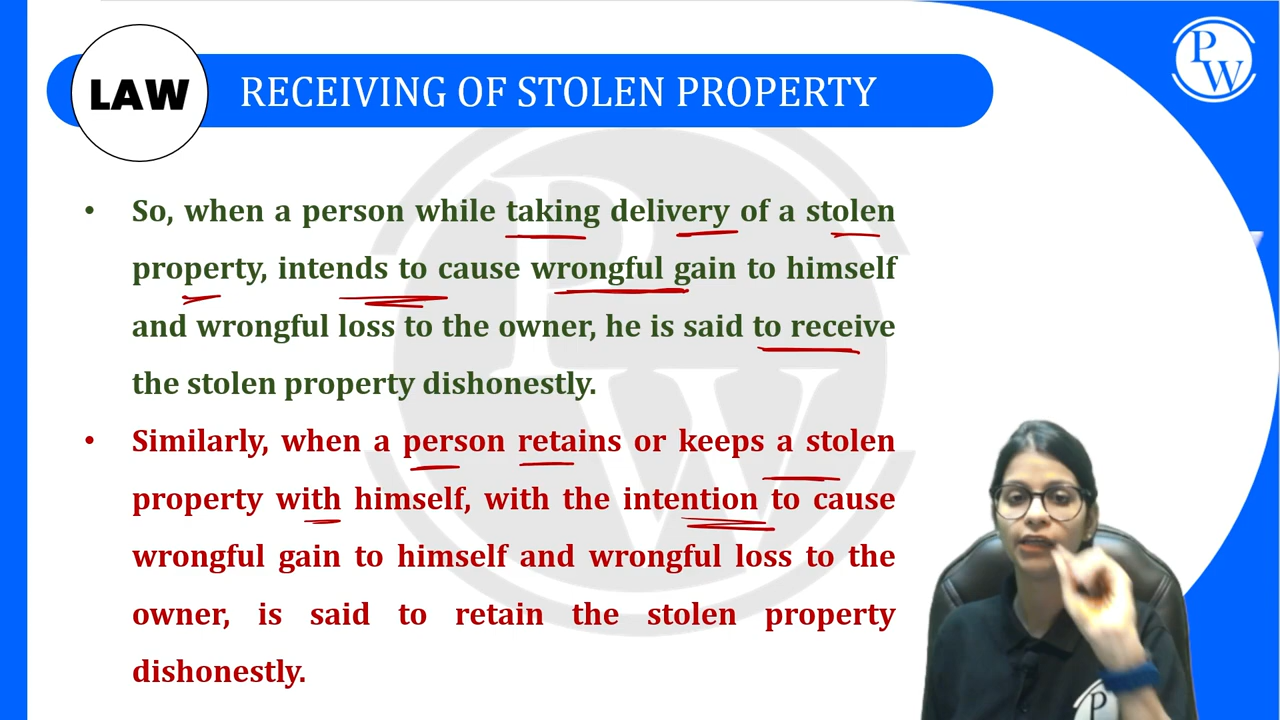 LAW
RECEIVING OF STOLEN PROPERTY
PW
• So, when a person while taking delivery of a stolen
property, intends to cause wrongful gain to himself
and wrongful loss to the owner, he is said to receive
the stolen property dishonestly.
• Similarly, when a person retains or keeps a stolen
property with himself, with the intention to cause
wrongful gain to himself and wrongful loss to the
owner, is said to retain the stolen property
dishonestly.
PW
P